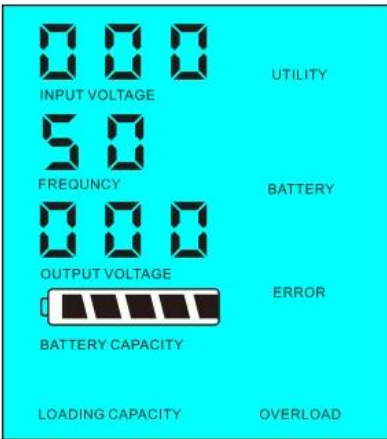 000
UTILITY
INPUT VOLTAGE
50
FREQUNCY
BATTERY
000
OUTPUT VOLTAGE
ERROR
BATTERY CAPACITY
LOADING CAPACITY
OVERLOAD